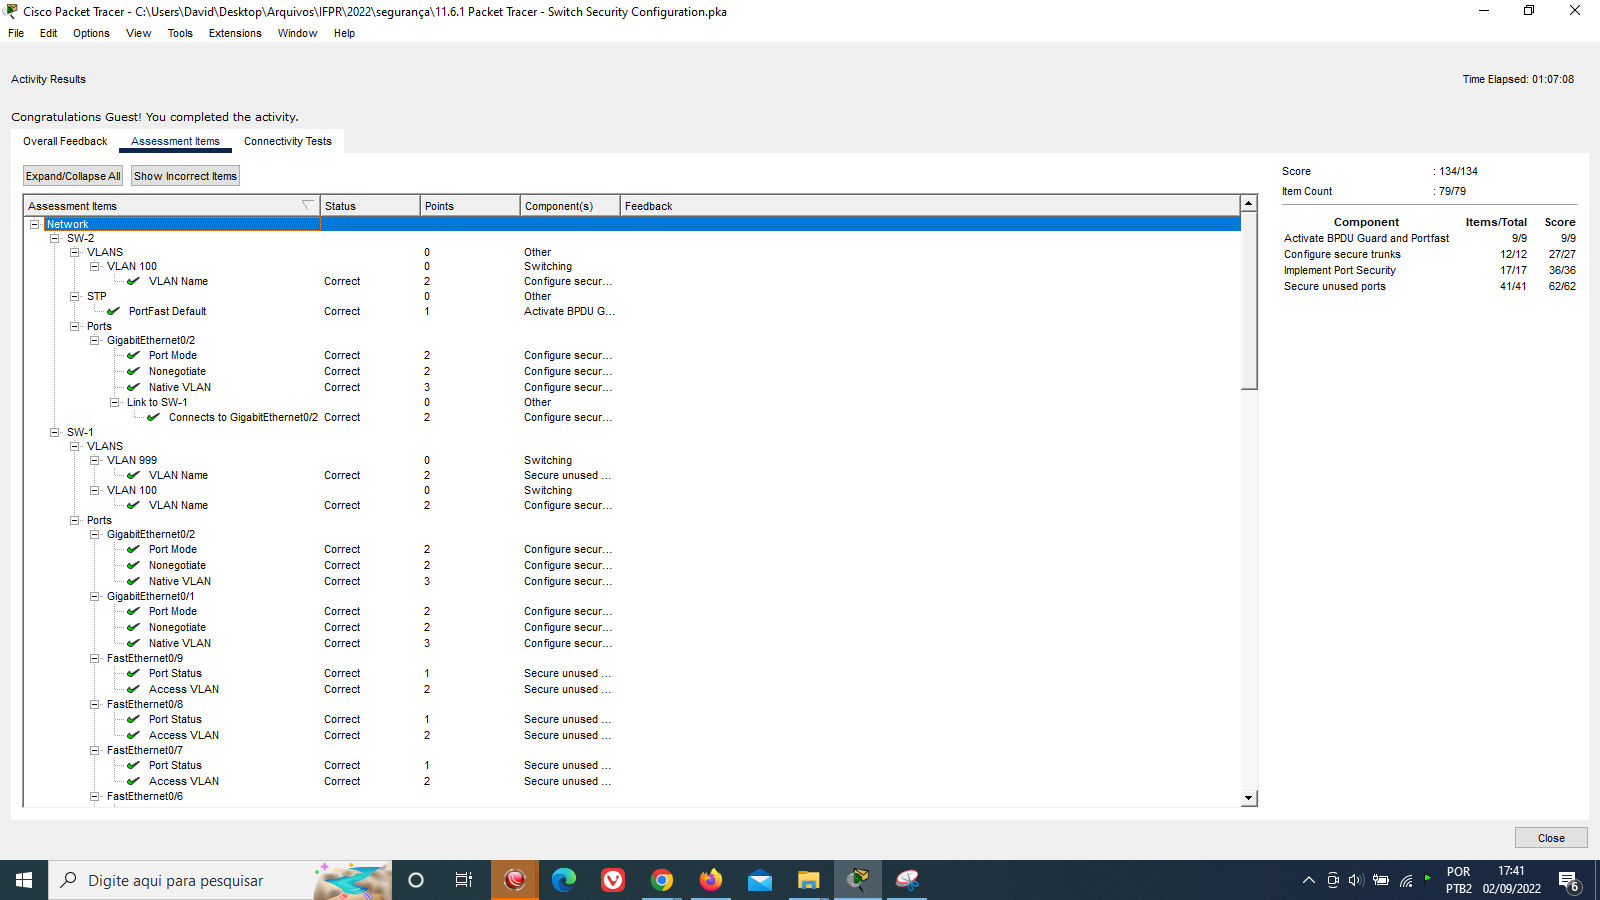 Cisco Packet Tracer - C:\Users\David\Desktop\Arquivos\IFPR\2022\segurança\11.6.1 Packet Tracer - Switch Security Configuration.pka
File Edit Options View Tools Extensions Window Help
Activity Results
Time Elapsed: 01:07:08
Congratulations Guest! You completed the activity.
Overall Feedback Assessment Items Connectivity Tests
Expand/Collapse All Show Incorrect Items
Assessment Items Status Points Component(s) Feedback
Network
SW-2
VLANS 0 Other
VLAN 100 0 Switching
VLAN Name Correct 2 Configure secur...
STP 0 Other
PortFast Default Correct 1 Activate BPDU G...
Ports
GigabitEthernet0/2
Port Mode Correct 2 Configure secur...
Nonegotiate Correct 2 Configure secur...
Native VLAN Correct 3 Configure secur...
Link to SW-1 0 Other
Connects to GigabitEthernet0/2 Correct 2 Configure secur...
SW-1
VLANS
VLAN 999 0 Switching
VLAN Name Correct 2 Secure unused ...
VLAN 100 0 Switching
VLAN Name Correct 2 Configure secur...
Ports
GigabitEthernet0/2
Port Mode Correct 2 Configure secur...
Nonegotiate Correct 2 Configure secur...
Native VLAN Correct 3 Configure secur...
GigabitEthernet0/1
Port Mode Correct 2 Configure secur...
Nonegotiate Correct 2 Configure secur...
Native VLAN Correct 3 Configure secur...
FastEthernet0/9
Port Status Correct 1 Secure unused ...
Access VLAN Correct 2 Secure unused ...
FastEthernet0/8
Port Status Correct 1 Secure unused ...
Access VLAN Correct 2 Secure unused ...
FastEthernet0/7
Port Status Correct 1 Secure unused ...
Access VLAN Correct 2 Secure unused ...
FastEthernet0/6
Score : 134/134
Item Count : 79/79
Component Items/Total Score
Activate BPDU Guard and Portfast 9/9 9/9
Configure secure trunks 12/12 27/27
Implement Port Security 17/17 36/36
Secure unused ports 41/41 62/62
Close
Digite aqui para pesquisar
POR 17:41
PTB2 02/09/2022
6